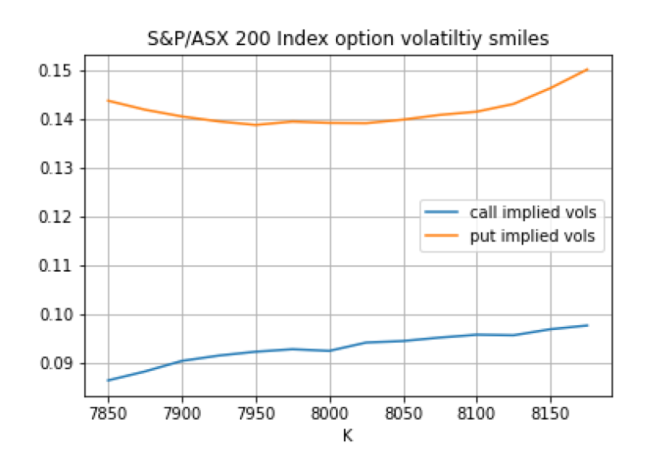 S&P/ASX 200 Index option volatiltiy smiles
0.15
0.14
0.13
0.12
0.11
0.10
0.09
call implied vols
put implied vols
7850 7900 7950 8000 8050 8100 8150
K